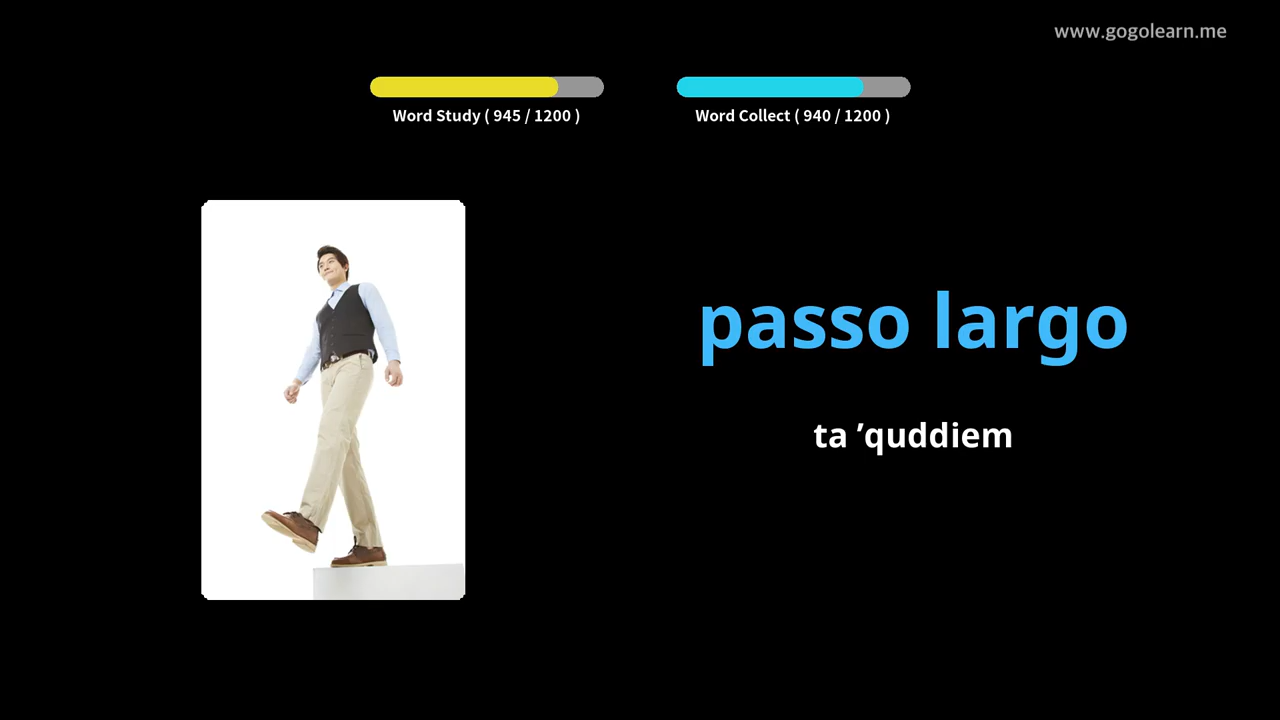 www.gogolearn.me
Word Study ( 945 / 1200 )
Word Collect ( 940 / 1200 )
passo largo
ta ’quddiem